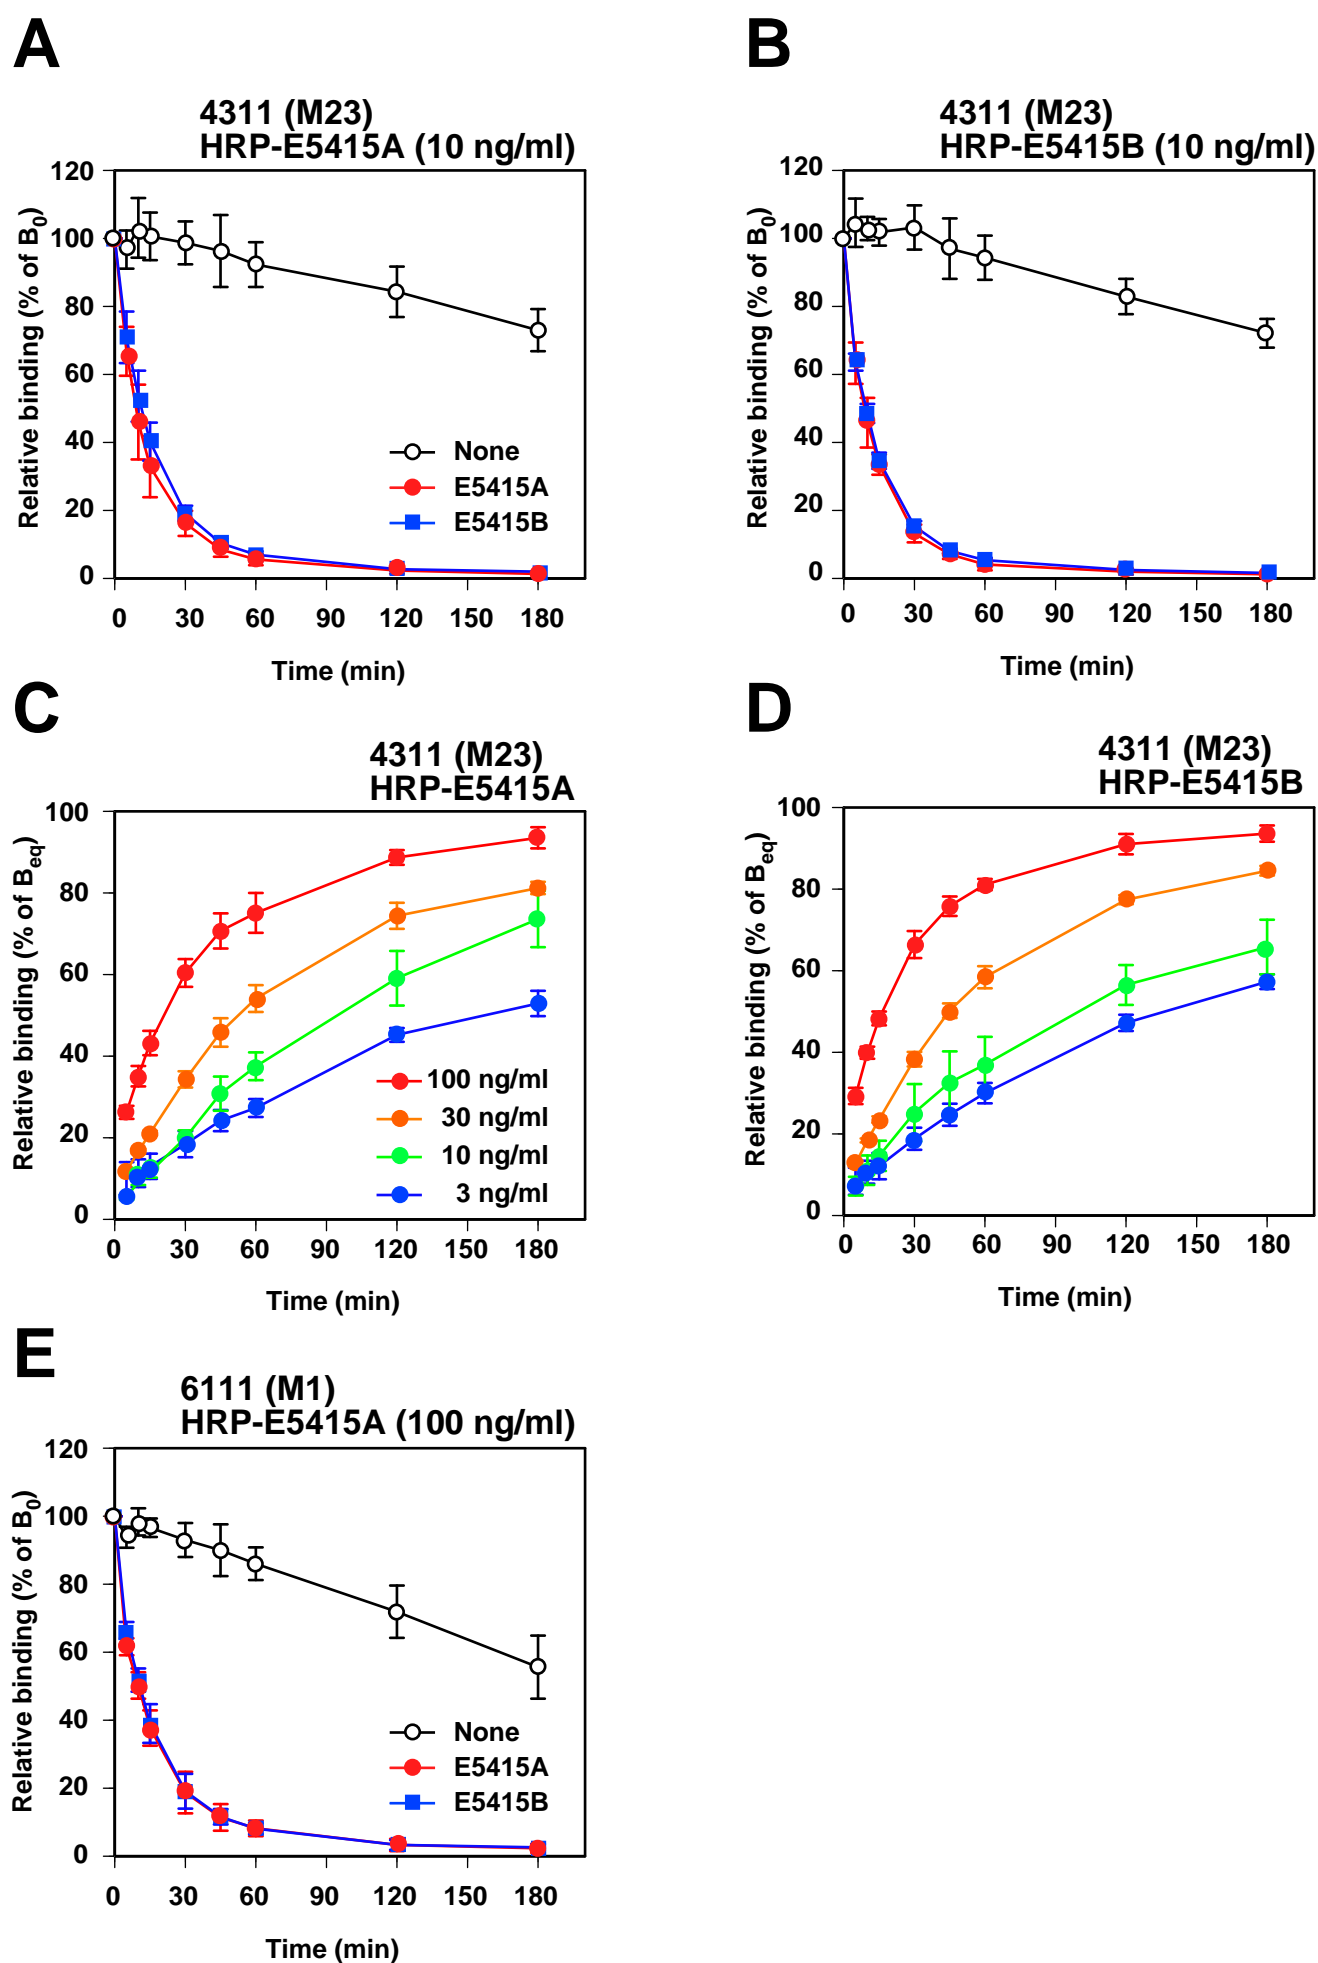 A
4311 (M23)
HRP-E5415A (10 ng/ml)
Relative binding (% of B0)
120
100
80
60
40
20
0
None
E5415A
E5415B
0 30 60 90 120 150 180
Time (min)
B
4311 (M23)
HRP-E5415B (10 ng/ml)
Relative binding (% of B0)
120
100
80
60
40
20
0
0 30 60 90 120 150 180
Time (min)
C
4311 (M23)
HRP-E5415A
Relative binding (% of Beq)
100
80
60
40
20
0
100 ng/ml
30 ng/ml
10 ng/ml
3 ng/ml
0 30 60 90 120 150 180
Time (min)
D
4311 (M23)
HRP-E5415B
Relative binding (% of Beq)
100
80
60
40
20
0
0 30 60 90 120 150 180
Time (min)
E
6111 (M1)
HRP-E5415A (100 ng/ml)
Relative binding (% of B0)
120
100
80
60
40
20
0
None
E5415A
E5415B
0 30 60 90 120 150 180
Time (min)